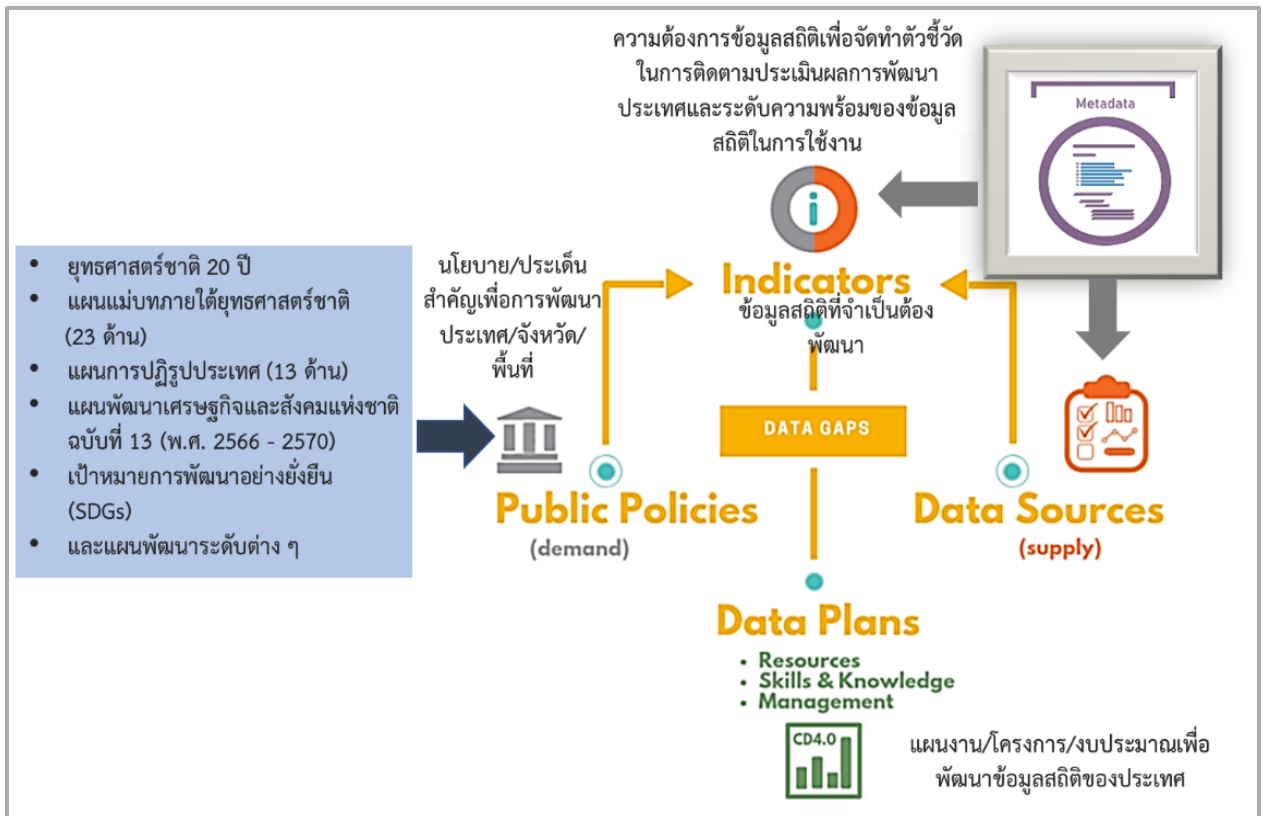 ความต้องการข้อมูลสถิติเพื่อจัดทำตัวชี้วัด
ในการติดตามประเมินผลการพัฒนา
ประเทศและระดับความพร้อมของข้อมูล
สถิติในการใช้งาน
Metadata
i
• ยุทธศาสตร์ชาติ 20 ปี
• แผนแม่บทภายใต้ยุทธศาสตร์ชาติ
(23 ด้าน)
• แผนการปฏิรูปประเทศ (13 ด้าน)
• แผนพัฒนาเศรษฐกิจและสังคมแห่งชาติ
ฉบับที่ 13 (พ.ศ. 2566 - 2570)
• เป้าหมายการพัฒนาอย่างยั่งยืน
(SDGs)
• และแผนพัฒนาระดับต่าง ๆ
นโยบาย/ประเด็น
สำคัญเพื่อการพัฒนา
ประเทศ/จังหวัด/
พื้นที่
Indicators
ข้อมูลสถิติที่จำเป็นต้อง
พัฒนา
DATA GAPS
Public Policies
(demand)
Data Sources
(supply)
Data Plans
• Resources
• Skills & Knowledge
• Management
CD4.0
แผนงาน/โครงการ/งบประมาณเพื่อ
พัฒนาข้อมูลสถิติของประเทศ